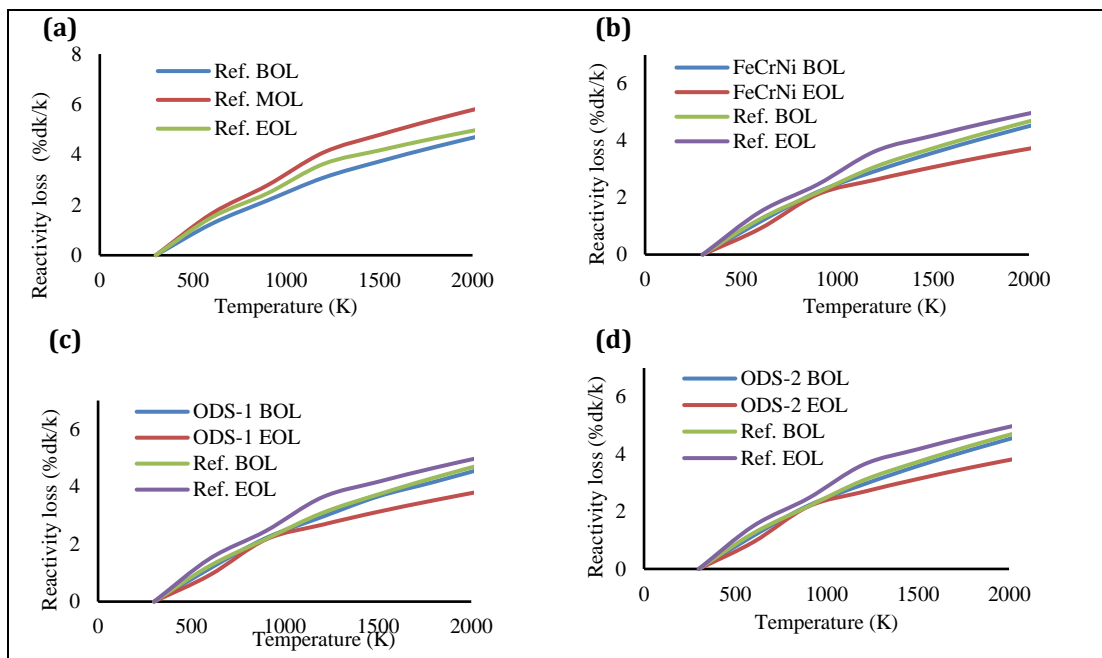 (a)
Reactivity loss (%dk/k)
8
6
4
2
0
Ref. BOL
Ref. MOL
Ref. EOL
0 500 1000 1500 2000
Temperature (K)
(b)
Reactivity loss (%dk/k)
6
4
2
0
FeCrNi BOL
FeCrNi EOL
Ref. BOL
Ref. EOL
0 500 1000 1500 2000
Temperature (K)
(c)
Reactivity loss (%dk/k)
6
4
2
0
ODS-1 BOL
ODS-1 EOL
Ref. BOL
Ref. EOL
0 500 1000 1500 2000
Temperature (K)
(d)
Reactivity loss (%dk/k)
6
4
2
0
ODS-2 BOL
ODS-2 EOL
Ref. BOL
Ref. EOL
0 500 1000 1500 2000
Temperature (K)